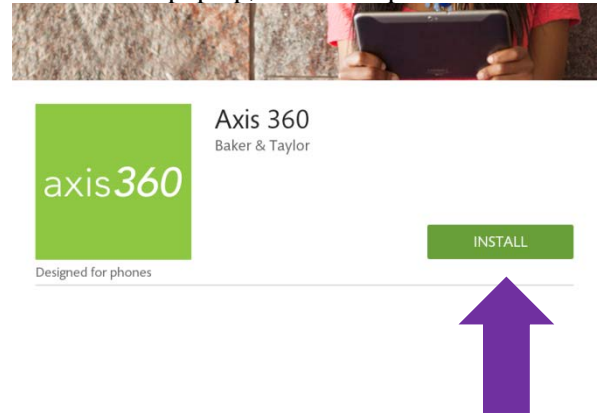 Axis 360
Baker & Taylor
axis360
INSTALL
Designed for phones